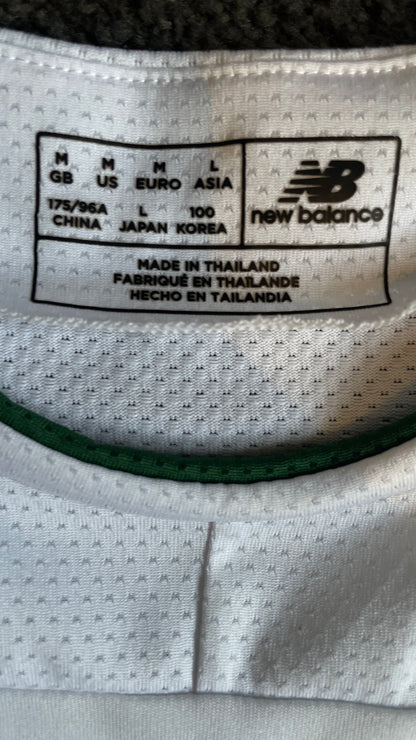 M M M L
GB US EURO ASIA
175/96A L 100
CHINA JAPAN KOREA
NB
new balance
MADE IN THAILAND
FABRIQUÉ EN THAÏLANDE
HECHO EN TAILANDIA